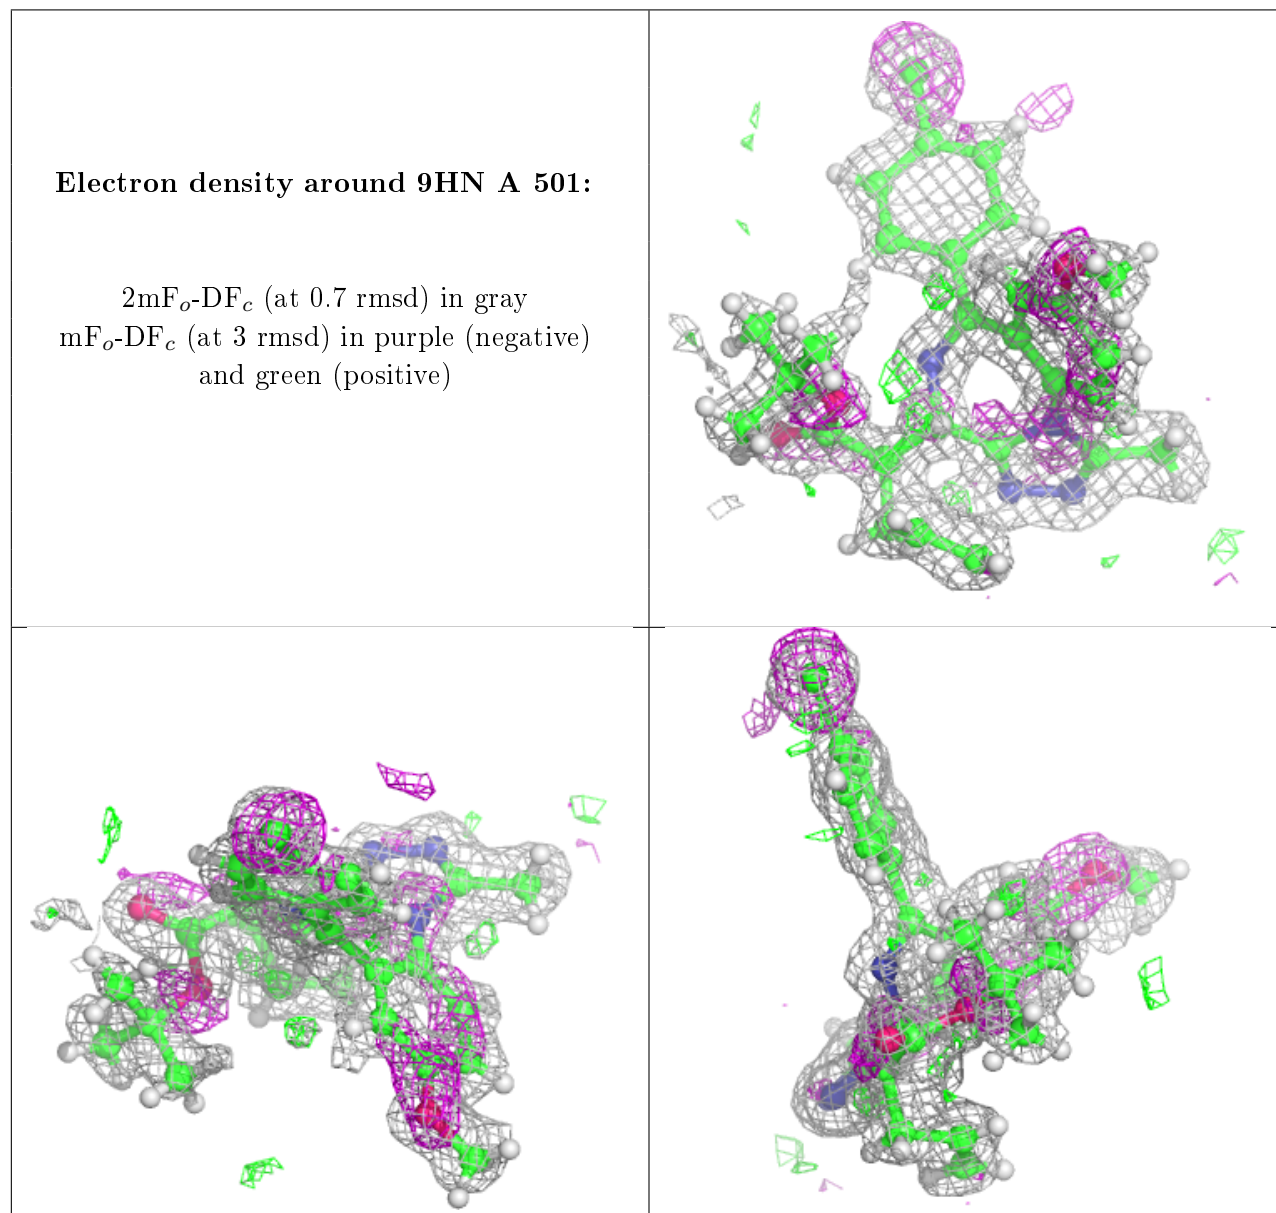 Electron density around 9HN A 501:
2mFo-DFc (at 0.7 rmsd) in gray
mFo-DFc (at 3 rmsd) in purple (negative)
and green (positive)